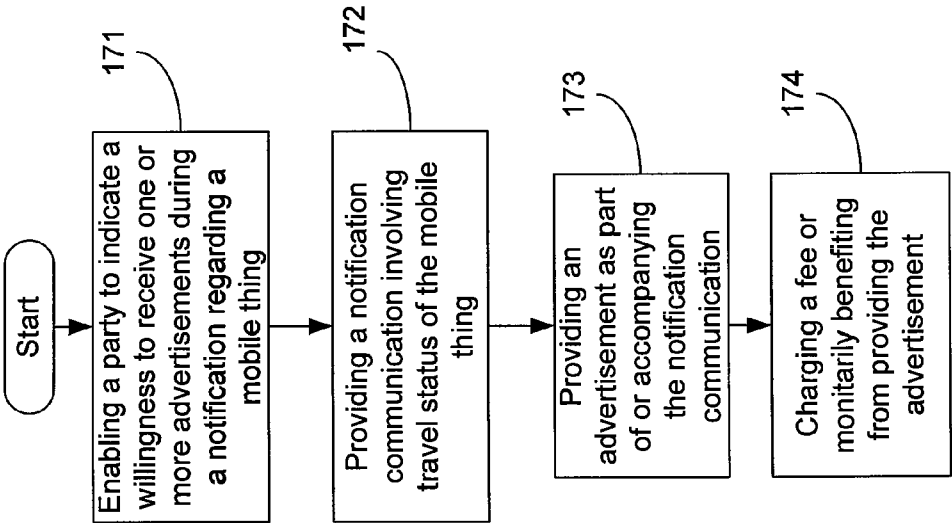 Start
Enabling a party to indicate a
willingness to receive one or
more advertisements during
a notification regarding a
mobile thing
171
Providing a notification
communication involving
travel status of the mobile
thing
172
Providing an
advertisement as part
of or accompanying
the notification
communication
173
Charging a fee or
monitarily benefiting
from providing the
advertisement
174